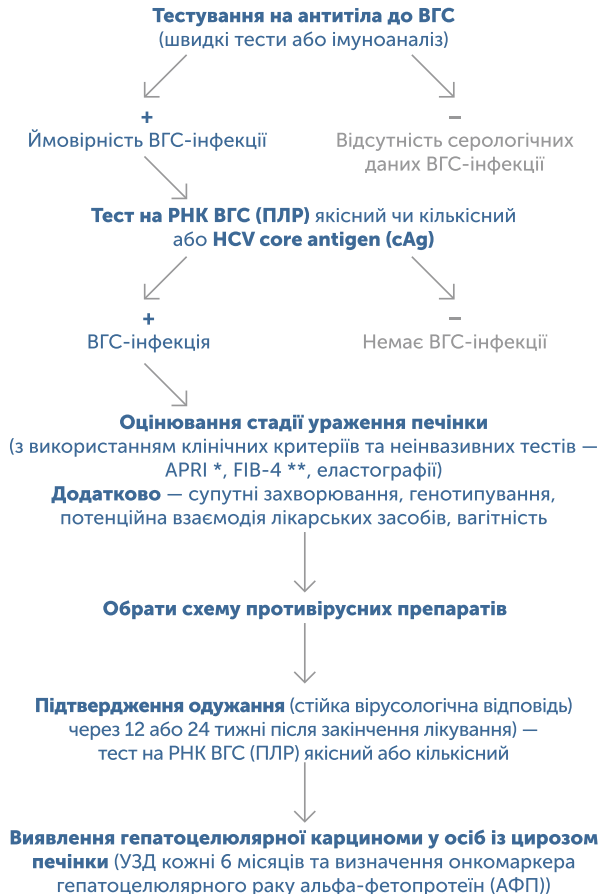 Тестування на антитіла до ВГС
(швидкі тести або імуноаналіз)
+
Ймовірність ВГС-інфекції
–
Відсутність серологічних
даних ВГС-інфекції
Тест на РНК ВГС (ПЛР) якісний чи кількісний
або HCV core antigen (cAg)
+
ВГС-інфекція
–
Немає ВГС-інфекції
Оцінювання стадії ураження печінки
(з використанням клінічних критеріїв та неінвазивних тестів —
APRI *, FIB-4 **, еластографії)
Додатково — супутні захворювання, генотипування,
потенційна взаємодія лікарських засобів, вагітність
Обрати схему противірусних препаратів
Підтвердження одужання (стійка вірусологічна відповідь)
через 12 або 24 тижні після закінчення лікування) —
тест на РНК ВГС (ПЛР) якісний або кількісний
Виявлення гепатоцелюлярної карциноми у осіб із цирозом
печінки (УЗД кожні 6 місяців та визначення онкомаркера
гепатоцелюлярного раку альфа-фетопротеїн (АФП))